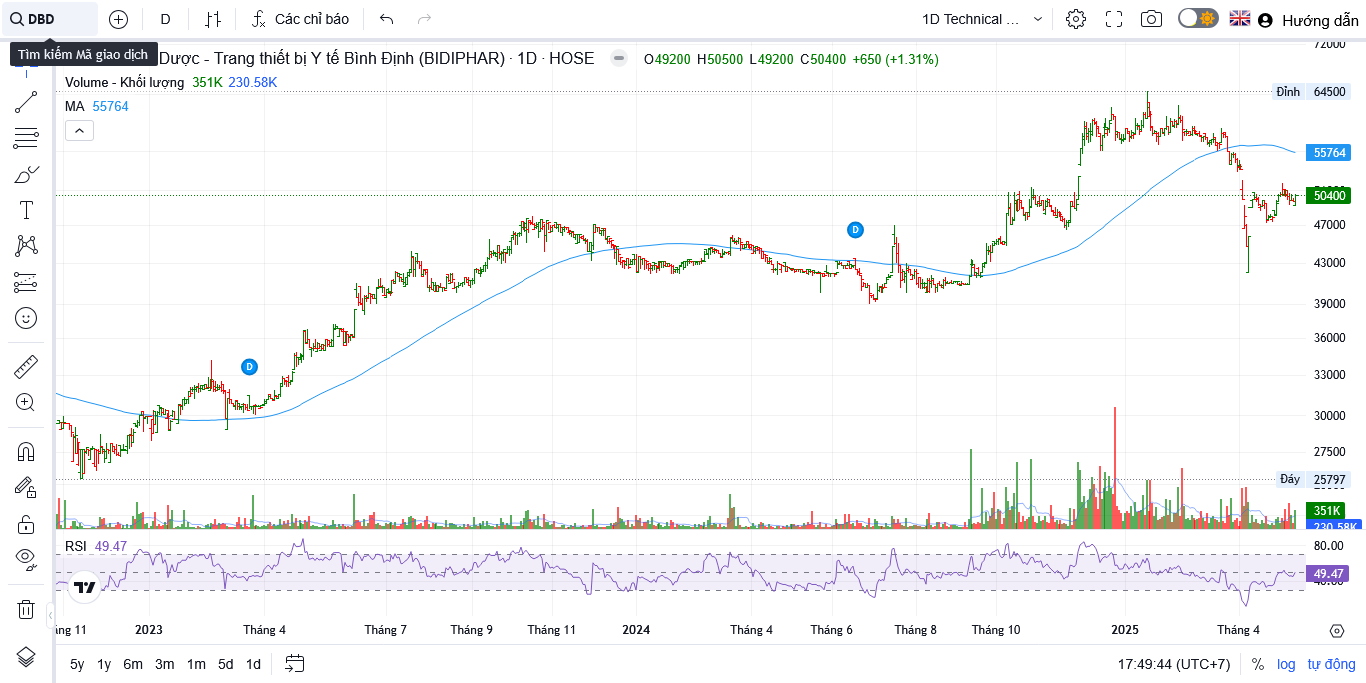 DBD
D
Các chỉ báo
1D Technical ...
Hướng dẫn
Tìm kiếm Mã giao dịch
Dược - Trang thiết bị Y tế Bình Định (BIDIPHAR) · 1D · HOSE
O49200 H50500 L49200 C50400 +650 (+1.31%)
Volume - Khối lượng 351K 230.58K
MA 55764
72000
Đỉnh 64500
55764
50400
47000
43000
39000
36000
33000
30000
27500
Đáy 25797
351K
230.58K
D
D
RSI 49.47
80.00
49.47
40.00
áng 11 2023 Tháng 4 Tháng 7 Tháng 9 Tháng 11 2024 Tháng 4 Tháng 6 Tháng 8 Tháng 10 2025 Tháng 4
5y 1y 6m 3m 1m 5d 1d
17:49:44 (UTC+7) % log tự động